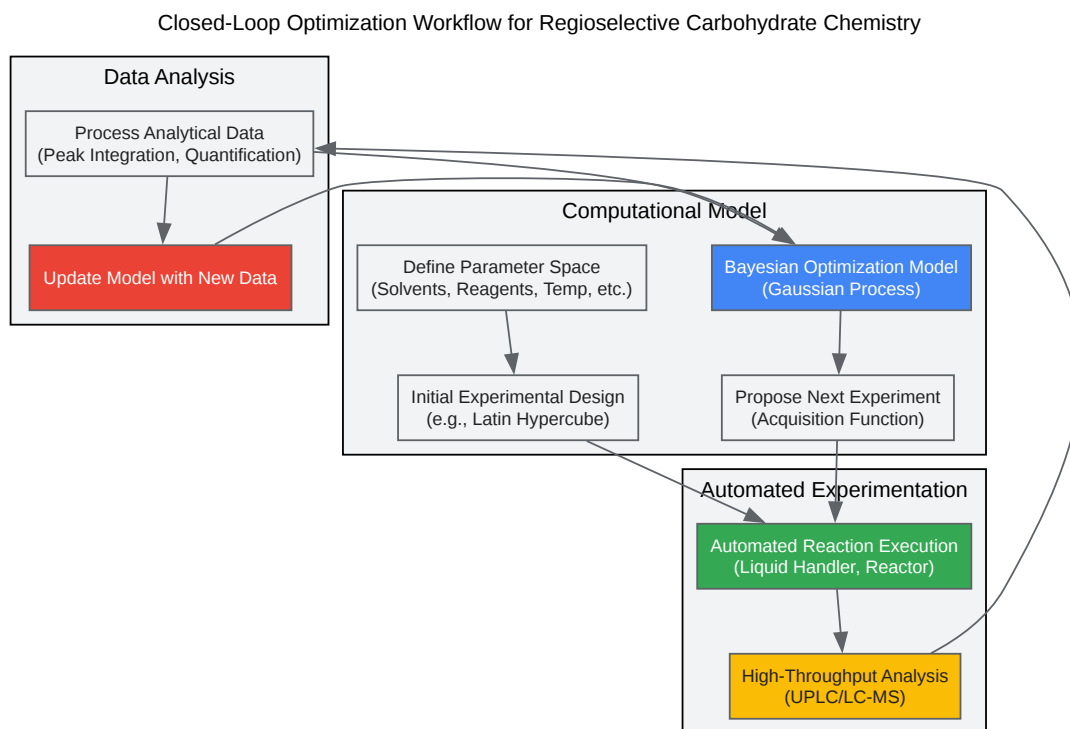 Closed-Loop Optimization Workflow for Regioselective Carbohydrate Chemistry
Data Analysis
Process Analytical Data
(Peak Integration, Quantification)
Update Model with New Data
Computational Model
Define Parameter Space
(Solvents, Reagents, Temp, etc.)
Bayesian Optimization Model
(Gaussian Process)
Initial Experimental Design
(e.g., Latin Hypercube)
Propose Next Experiment
(Acquisition Function)
Automated Experimentation
Automated Reaction Execution
(Liquid Handler, Reactor)
High-Throughput Analysis
(UPLC/LC-MS)